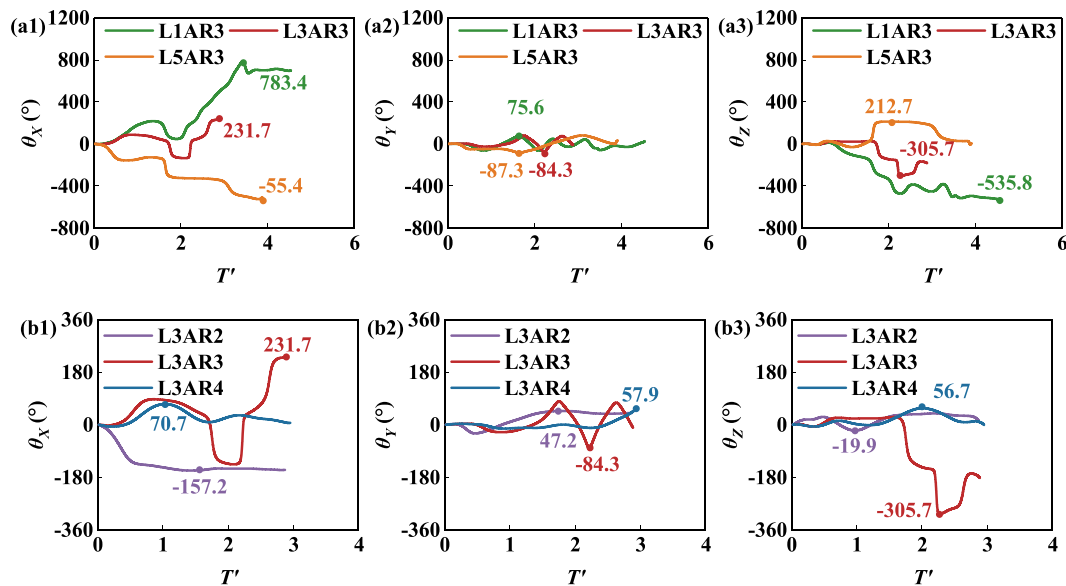 (a1)
L1AR3 L3AR3
L5AR3
1200
800
400
0
-400
-800
θX (°)
783.4
231.7
-55.4
0 2 4 6
T′
(a2)
L1AR3 L3AR3
L5AR3
1200
800
400
0
-400
-800
θY (°)
75.6
-87.3 -84.3
0 2 4 6
T′
(a3)
L1AR3 L3AR3
L5AR3
1200
800
400
0
-400
-800
θZ (°)
212.7
-305.7
-535.8
0 2 4 6
T′
(b1)
L3AR2
L3AR3
L3AR4
360
180
0
-180
-360
θX (°)
231.7
70.7
-157.2
0 1 2 3 4
T′
(b2)
L3AR2
L3AR3
L3AR4
360
180
0
-180
-360
θY (°)
57.9
47.2
-84.3
0 1 2 3 4
T′
(b3)
L3AR2
L3AR3
L3AR4
360
180
0
-180
-360
θZ (°)
56.7
-19.9
-305.7
0 1 2 3 4
T′